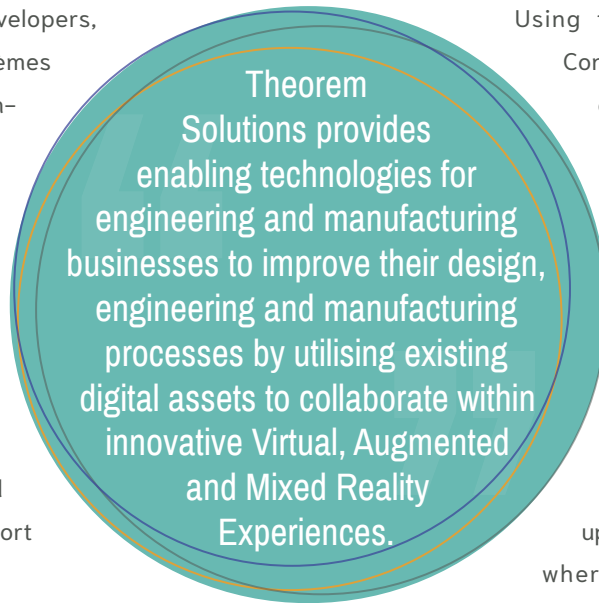 velopers,
emes
n–
ort
Theorem
Solutions provides
enabling technologies for
engineering and manufacturing
businesses to improve their design,
engineering and manufacturing
processes by utilising existing
digital assets to collaborate within
innovative Virtual, Augmented
and Mixed Reality
Experiences.
Using
Con
up
wher